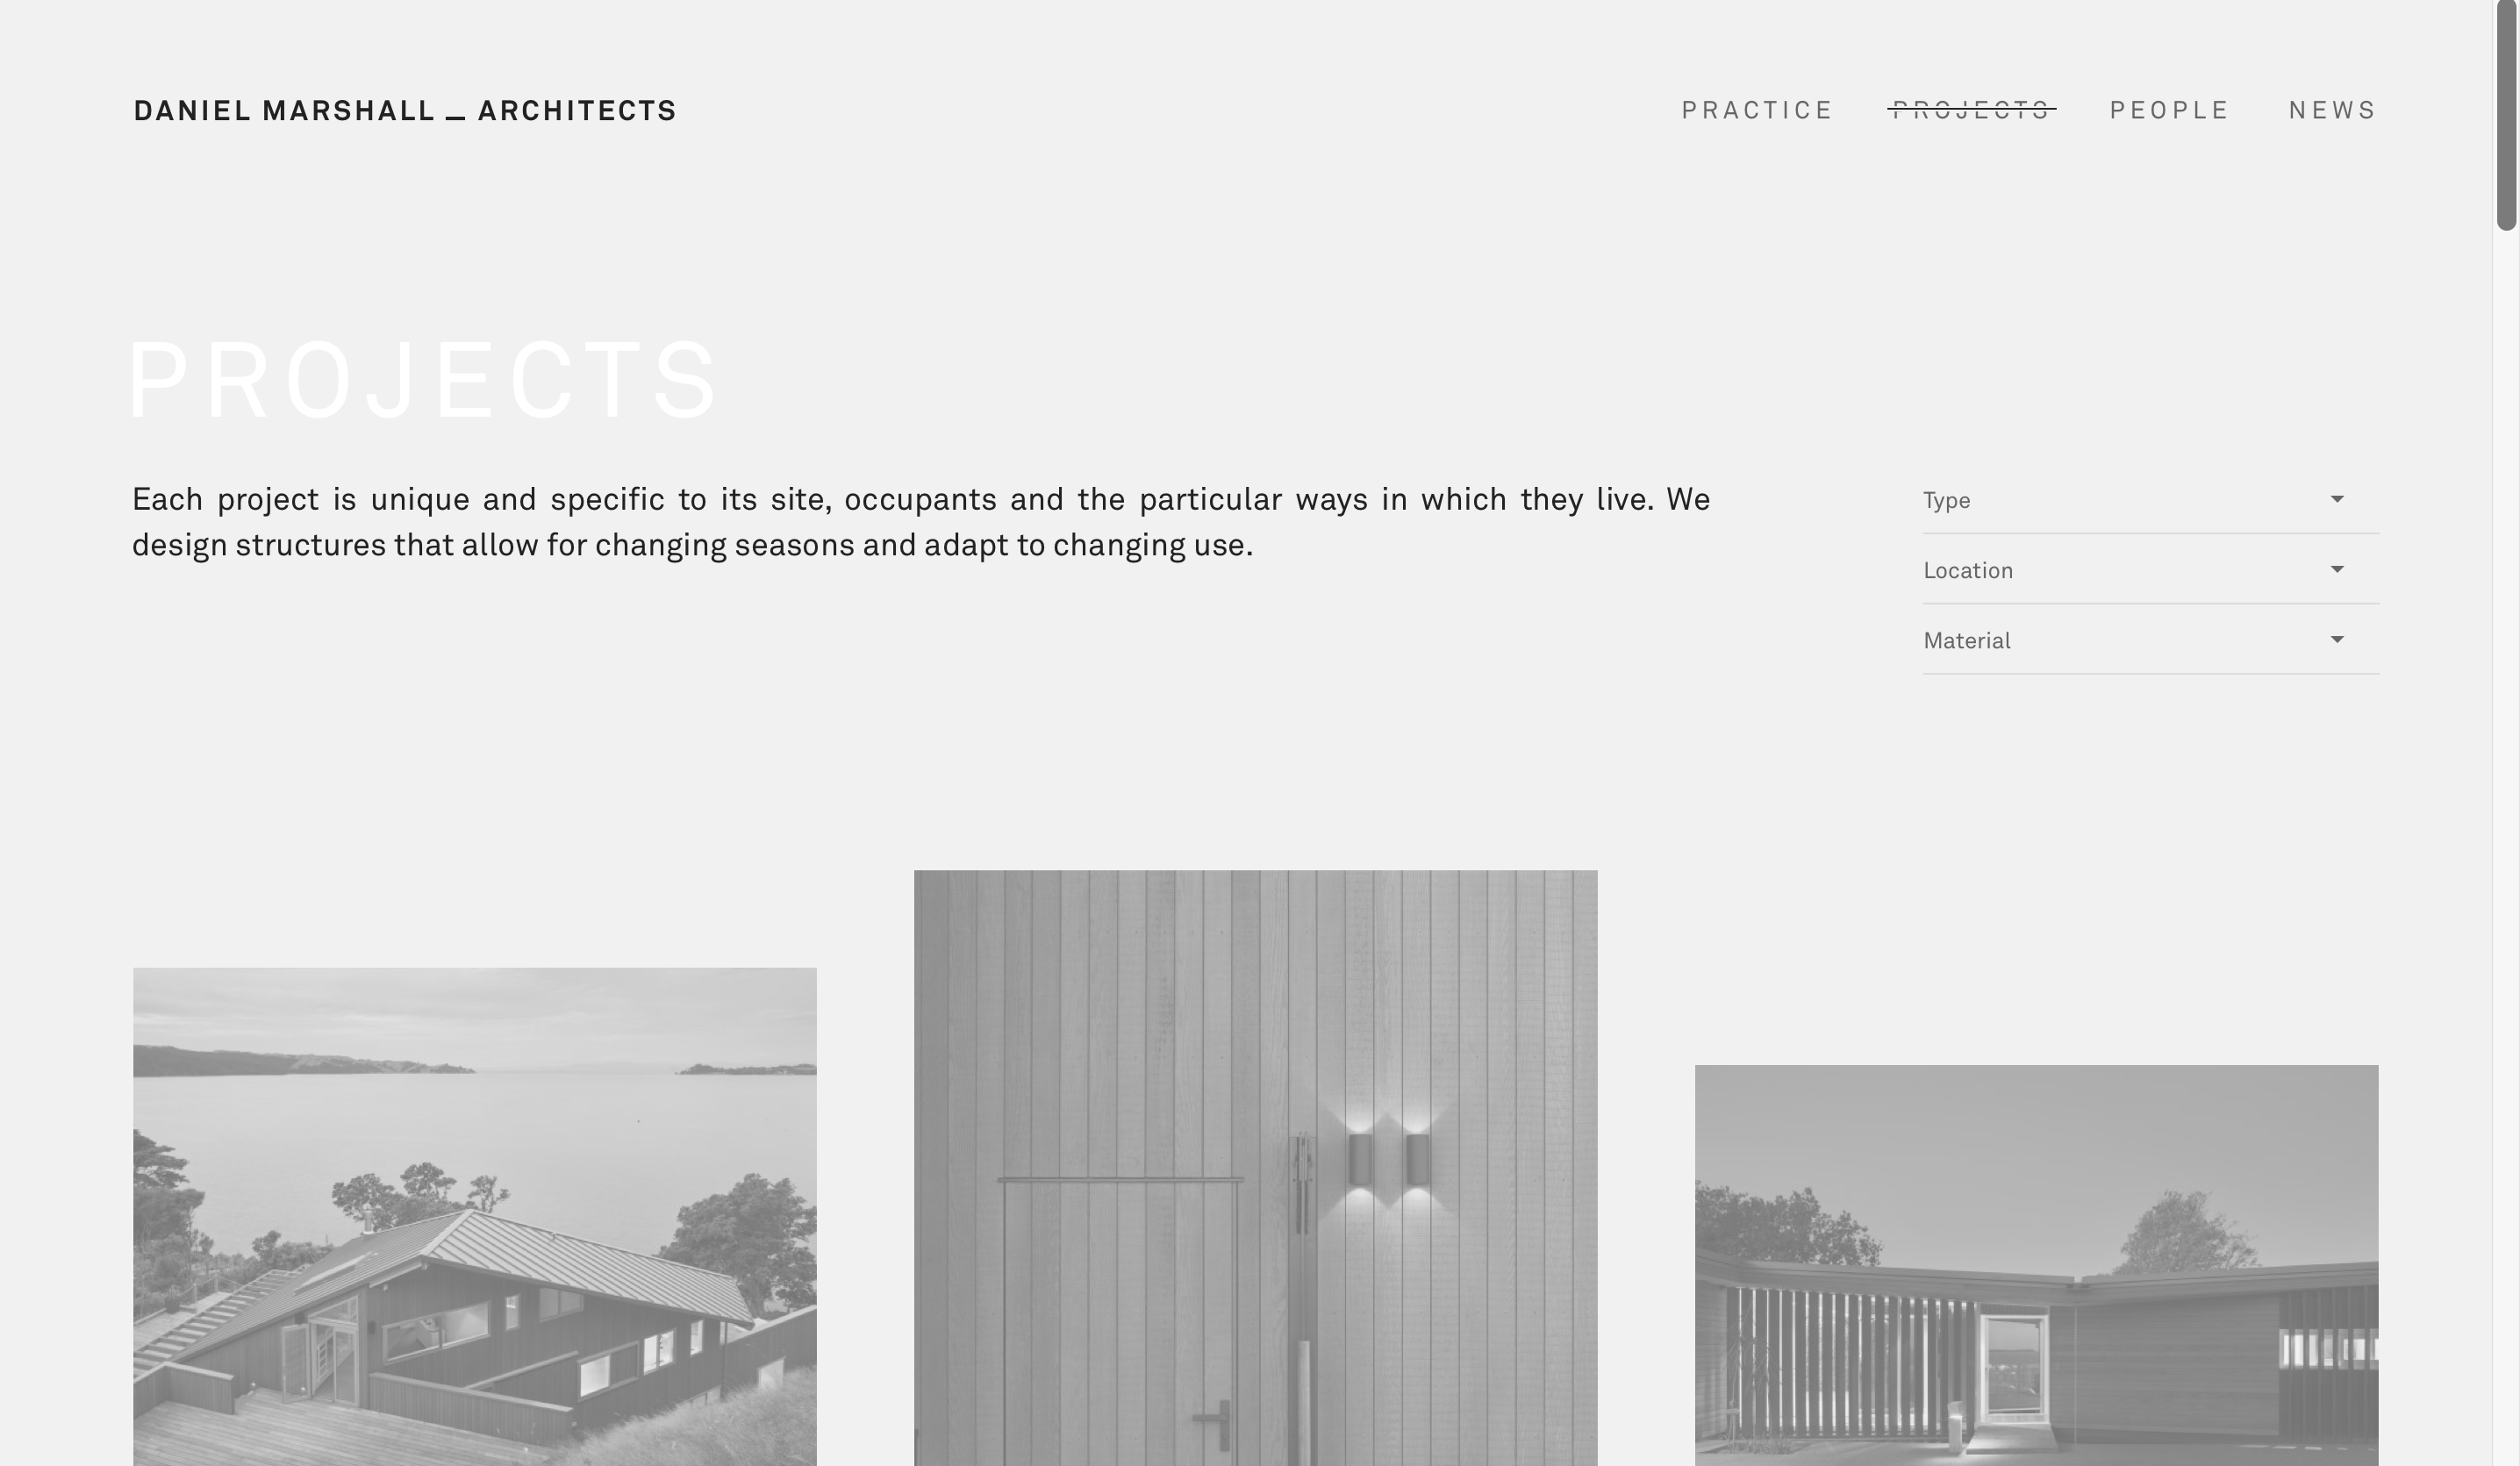 DANIEL MARSHALL _ ARCHITECTS
PRACTICE PROJECTS PEOPLE NEWS
PROJECTS
Each project is unique and specific to its site, occupants and the particular ways in which they live. We
design structures that allow for changing seasons and adapt to changing use.
Type
Location
Material